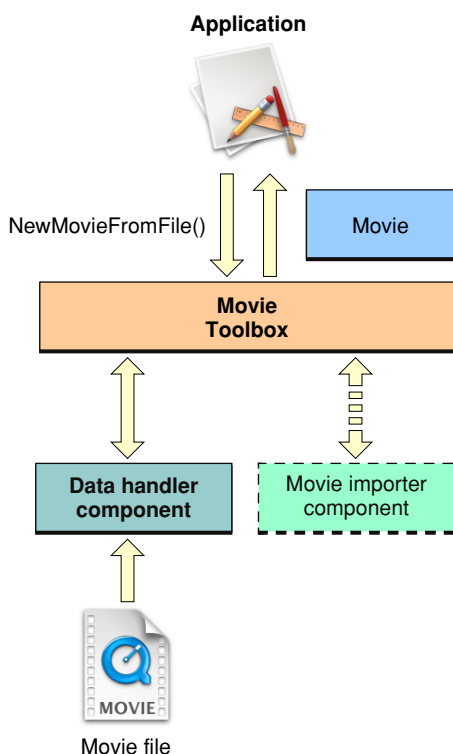 Application
NewMovieFromFile()
Movie
Movie
Toolbox
Data handler
component
Movie importer
component
MOVIE
Movie file